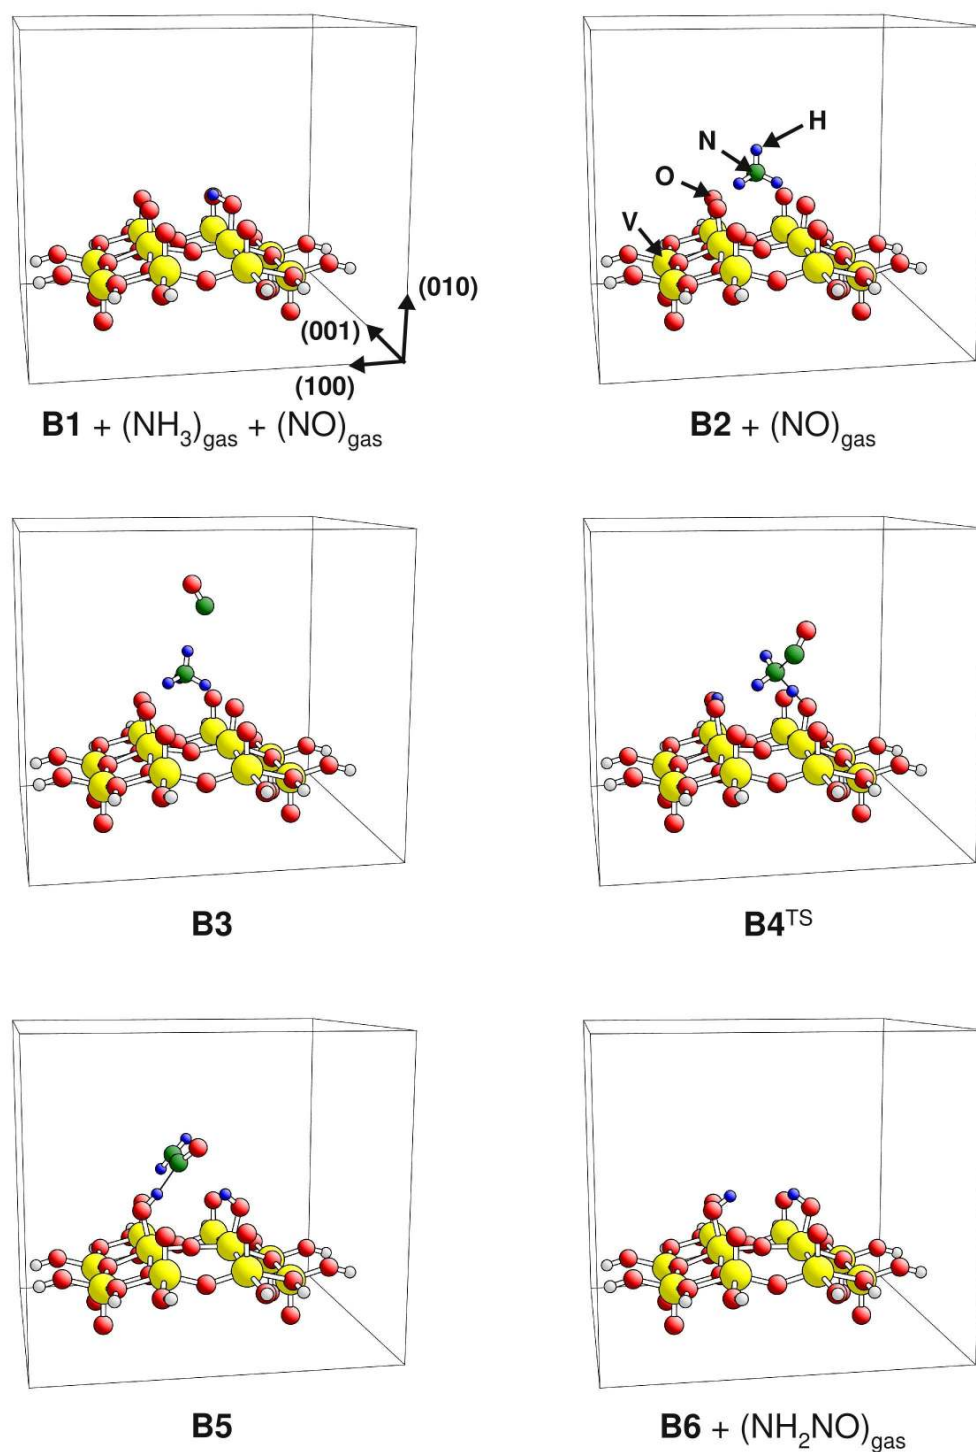 H
N
O
V
(010)
(001)
(100)
B1 + (NH₃)gas + (NO)gas
B2 + (NO)gas
B3
B4ᵀˢ
B5
B6 + (NH₂NO)gas